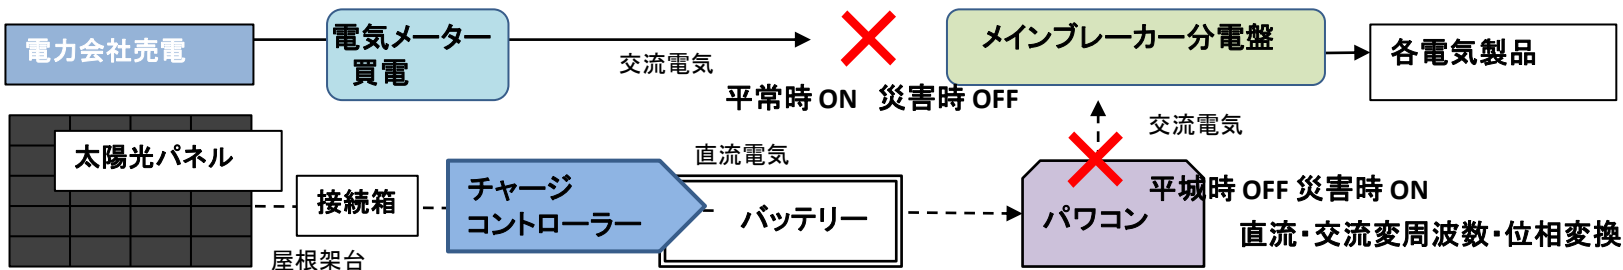 電力会社売電
電気メーター
買電
交流電気
平常時 ON 災害時 OFF
メインブレーカー分電盤
各電気製品
太陽光パネル
接続箱
屋根架台
チャージ
コントローラー
直流電気
バッテリー
交流電気
平城時 OFF 災害時 ON
パワコン
直流・交流変周波数・位相変換